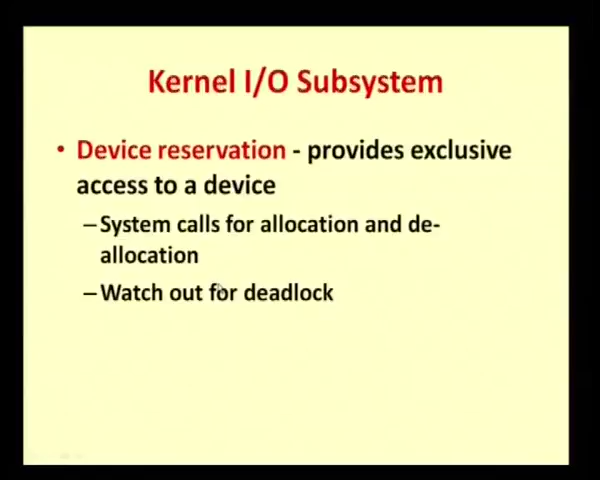 Kernel I/O Subsystem
• Device reservation - provides exclusive
access to a device
– System calls for allocation and de-
allocation
– Watch out for deadlock